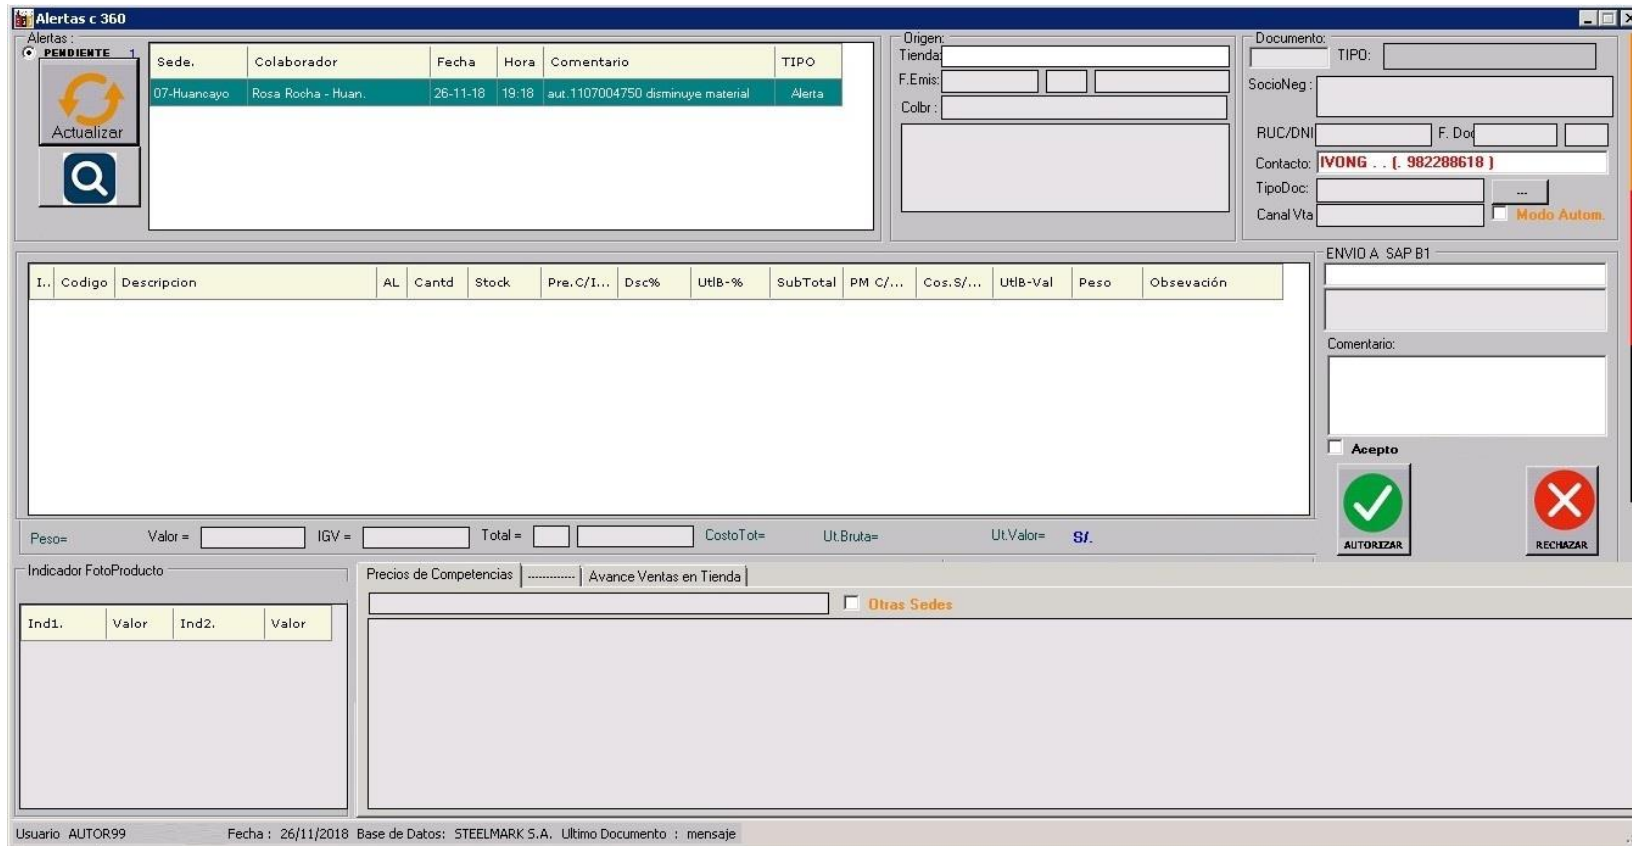 Alertas c 360
Alertas :
PENDIENTE 1
Actualizar
Sede. Colaborador Fecha Hora Comentario TIPO
07-Huancayo Rosa Rocha - Huan. 26-11-18 19:18 aut.1107004750 disminuye material Alerta
Origen:
Tienda:
F.Emis:
Colbr :
Documento:
TIPO:
SocioNeg :
RUC/DNI F. Doc
Contacto: IVONG . . (. 982288618 )
TipoDoc: ...
Canal Vta Modo Autom.
I.. Codigo Descripcion AL Cantd Stock Pre.C/I... Dsc% UtlB-% SubTotal PM C/... Cos.S/... UtlB-Val Peso Obsevación
ENVIO A SAP B1
Comentario:
Acepto
AUTORIZAR RECHAZAR
Peso= Valor = IGV = Total = CostoTot= Ut.Bruta= Ut.Valor= S/.
Indicador FotoProducto
Ind1. Valor Ind2. Valor
Precios de Competencias ------------- Avance Ventas en Tienda
Otras Sedes
Usuario AUTOR99 Fecha : 26/11/2018 Base de Datos: STEELMARK S.A. Ultimo Documento : mensaje